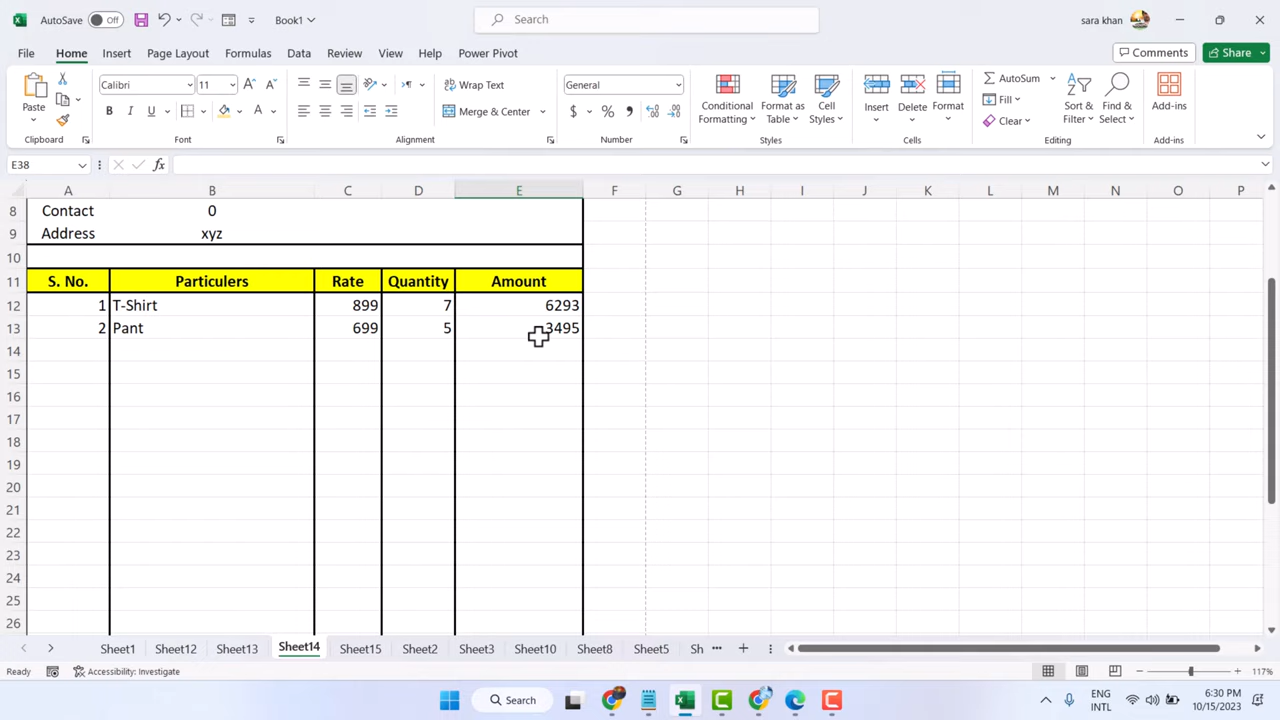 AutoSave Off Book1 Search sara khan
File Home Insert Page Layout Formulas Data Review View Help Power Pivot Comments Share
Calibri 11 Wrap Text General AutoSum
Paste B I U A Merge & Center $ % Conditional Formatting Format as Table Cell Styles Insert Delete Format Fill Clear Sort & Filter Find & Select Add-ins
Clipboard Font Alignment Number Styles Cells Editing Add-ins
E38 fx
A B C D E F G H I J K L M N O P
8 Contact 0
9 Address xyz
10
11 S. No. Particulers Rate Quantity Amount
12 1 T-Shirt 899 7 6293
13 2 Pant 699 5 3495
14
15
16
17
18
19
20
21
22
23
24
25
26
Sheet1 Sheet12 Sheet13 Sheet14 Sheet15 Sheet2 Sheet3 Sheet10 Sheet8 Sheet5 Sh
Ready Accessibility: Investigate 117%
Search ENG INTL 6:30 PM 10/15/2023